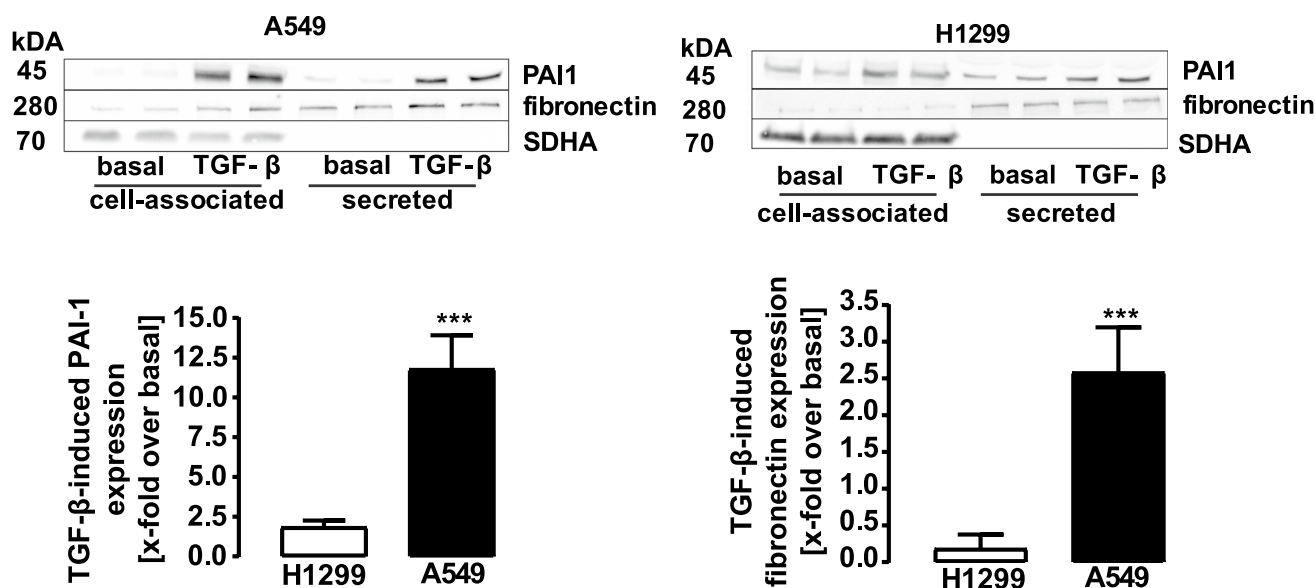 A549
kDA
45 PAI1
280 fibronectin
70 SDHA
basal TGF- β basal TGF- β
cell-associated secreted
H1299
kDA
45 PAI1
280 fibronectin
70 SDHA
basal TGF- β basal TGF- β
cell-associated secreted
TGF-β-induced PAI-1
expression
[x-fold over basal]
15.0
12.5
10.0
7.5
5.0
2.5
0.0
***
H1299 A549
TGF-β-induced
fibronectin expression
[x-fold over basal]
3.5
3.0
2.5
2.0
1.5
1.0
0.5
0.0
***
H1299 A549